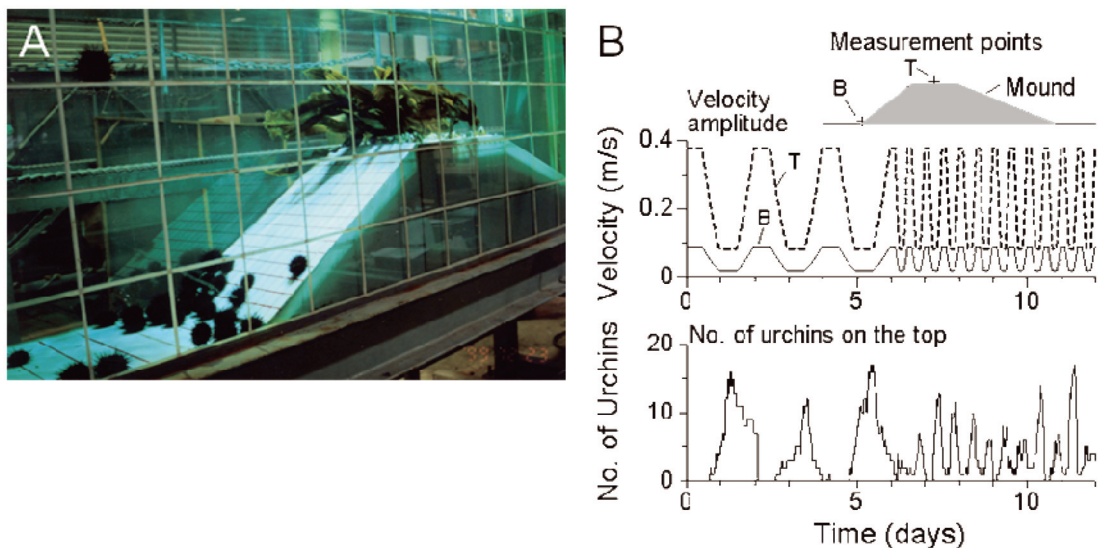 A
B
Measurement points
T
B
Mound
Velocity
amplitude
0.4
T
0.2
B
0
Velocity (m/s)
0
5
10
No. of urchins on the top
20
10
0
No. of Urchins
0
5
10
Time (days)